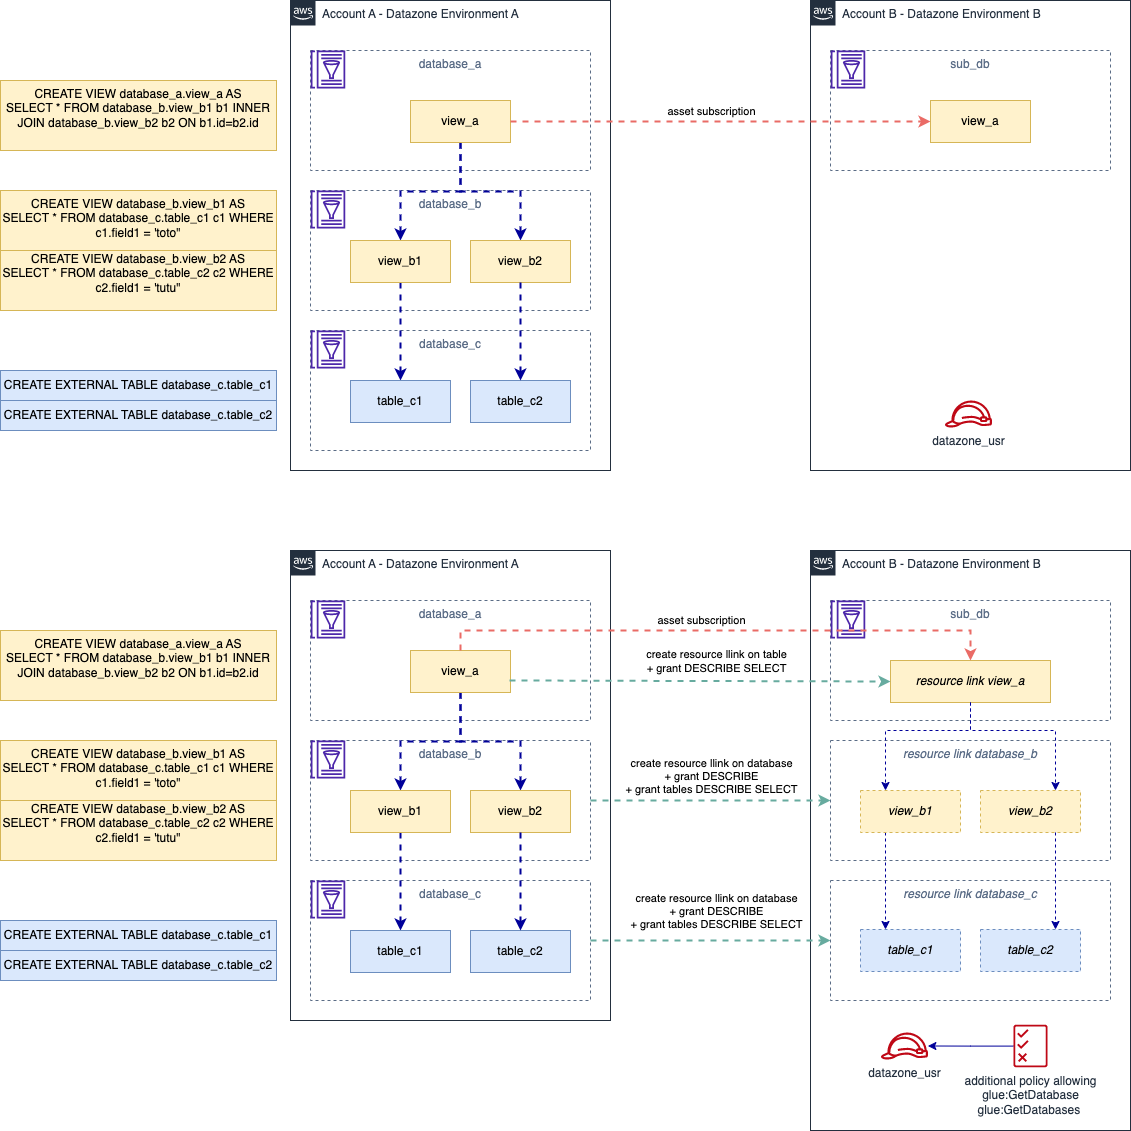 aws
Account A - Datazone Environment A
aws
Account B - Datazone Environment B
database_a
sub_db
CREATE VIEW database_a.view_a AS
SELECT * FROM database_b.view_b1 b1 INNER
JOIN database_b.view_b2 b2 ON b1.id=b2.id
view_a
asset subscription
view_a
CREATE VIEW database_b.view_b1 AS
SELECT * FROM database_c.table_c1 c1 WHERE
c1.field1 = 'toto"
database_b
CREATE VIEW database_b.view_b2 AS
SELECT * FROM database_c.table_c2 c2 WHERE
c2.field1 = 'tutu"
view_b1
view_b2
database_c
CREATE EXTERNAL TABLE database_c.table_c1
CREATE EXTERNAL TABLE database_c.table_c2
table_c1
table_c2
datazone_usr
aws
Account A - Datazone Environment A
aws
Account B - Datazone Environment B
database_a
asset subscription
sub_db
CREATE VIEW database_a.view_a AS
SELECT * FROM database_b.view_b1 b1 INNER
JOIN database_b.view_b2 b2 ON b1.id=b2.id
view_a
create resource llink on table
+ grant DESCRIBE SELECT
resource link view_a
CREATE VIEW database_b.view_b1 AS
SELECT * FROM database_c.table_c1 c1 WHERE
c1.field1 = 'toto"
database_b
create resource llink on database
+ grant DESCRIBE
+ grant tables DESCRIBE SELECT
resource link database_b
CREATE VIEW database_b.view_b2 AS
SELECT * FROM database_c.table_c2 c2 WHERE
c2.field1 = 'tutu"
view_b1
view_b2
view_b1
view_b2
database_c
create resource llink on database
+ grant DESCRIBE
+ grant tables DESCRIBE SELECT
resource link database_c
CREATE EXTERNAL TABLE database_c.table_c1
CREATE EXTERNAL TABLE database_c.table_c2
table_c1
table_c2
table_c1
table_c2
datazone_usr
additional policy allowing
glue:GetDatabase
glue:GetDatabases